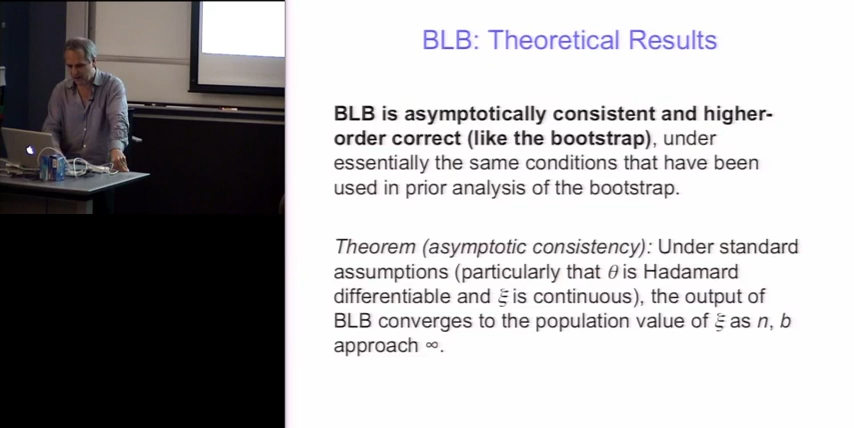 BLB: Theoretical Results
BLB is asymptotically consistent and higher-
order correct (like the bootstrap), under
essentially the same conditions that have been
used in prior analysis of the bootstrap.
Theorem (asymptotic consistency): Under standard
assumptions (particularly that θ is Hadamard
differentiable and ξ is continuous), the output of
BLB converges to the population value of ξ as n, b
approach ∞.